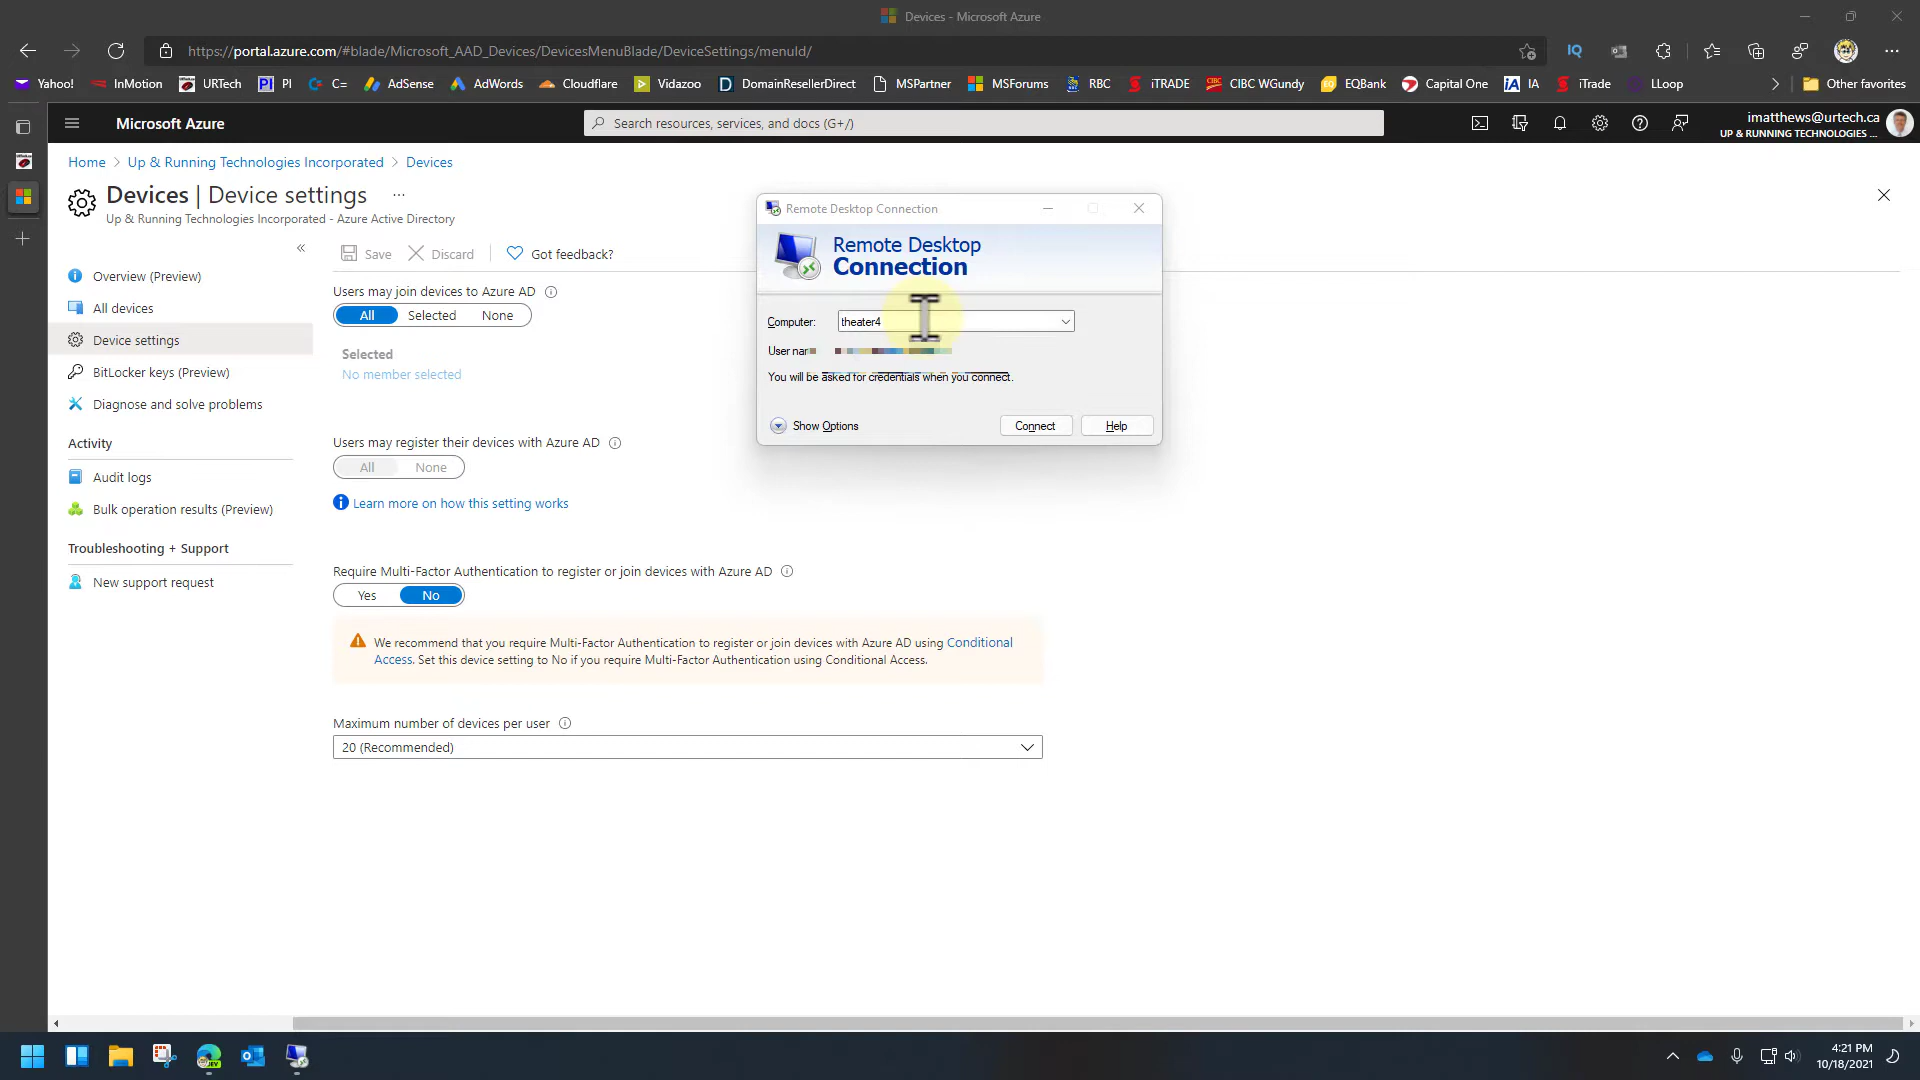 Devices - Microsoft Azure
https://portal.azure.com/#blade/Microsoft_AAD_Devices/DevicesMenuBlade/DeviceSettings/menuId/
IQ
Yahoo! InMotion URTech PI PI C= AdSense AdWords Cloudflare Vidazoo DomainResellerDirect MSPartner MSForums RBC iTRADE CIBC CIBC WGundy EQBank Capital One iA IA iTrade LLoop Other favorites
Microsoft Azure
Search resources, services, and docs (G+/)
imatthews@urtech.ca
UP & RUNNING TECHNOLOGIES ...
Home > Up & Running Technologies Incorporated > Devices
Devices | Device settings ...
Up & Running Technologies Incorporated - Azure Active Directory
Overview (Preview)
All devices
Device settings
BitLocker keys (Preview)
Diagnose and solve problems
Activity
Audit logs
Bulk operation results (Preview)
Troubleshooting + Support
New support request
Save Discard Got feedback?
Users may join devices to Azure AD
All Selected None
Selected
No member selected
Users may register their devices with Azure AD
All None
Learn more on how this setting works
Require Multi-Factor Authentication to register or join devices with Azure AD
Yes No
We recommend that you require Multi-Factor Authentication to register or join devices with Azure AD using Conditional
Access. Set this device setting to No if you require Multi-Factor Authentication using Conditional Access.
Maximum number of devices per user
20 (Recommended)
Remote Desktop Connection
Remote Desktop
Connection
Computer: theater4
User nar
You will be asked for credentials when you connect.
Show Options Connect Help
DEV
4:21 PM
10/18/2021